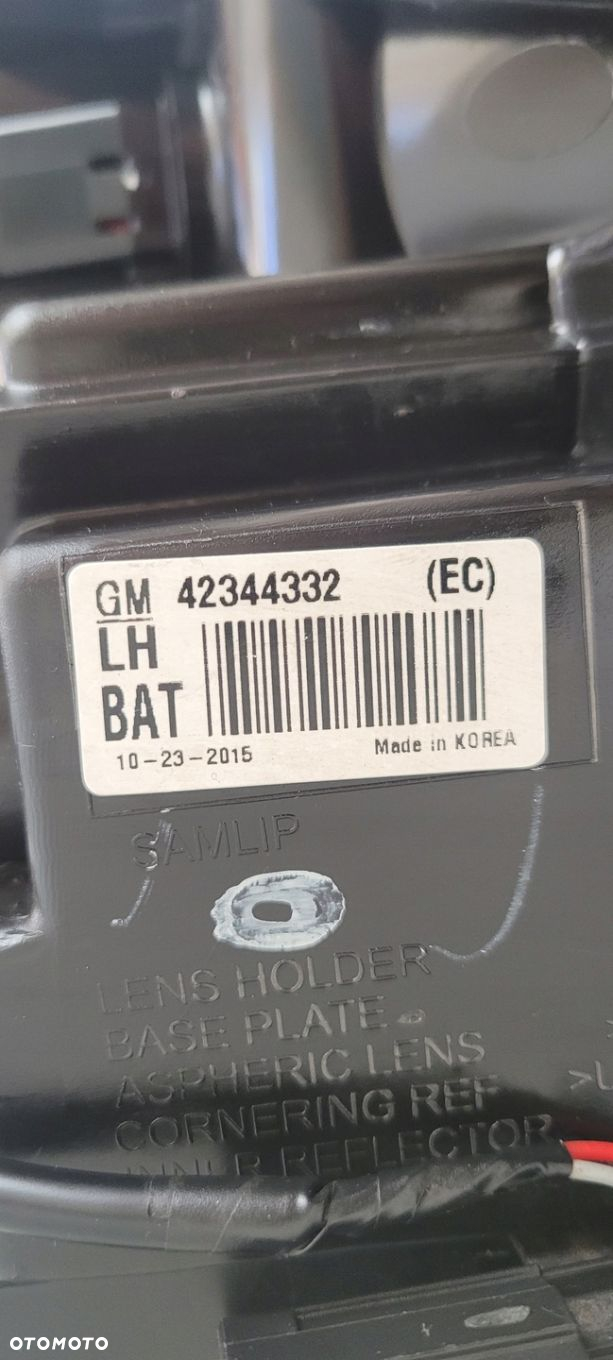 GM 42344332 (EC)
LH
BAT
10-23-2015 Made in KOREA
SAMLIP
LENS HOLDER
BASE PLATE
ASPHERIC LENS
CORNERING REF
>
INNER REFLECTOR
OTOMOTO